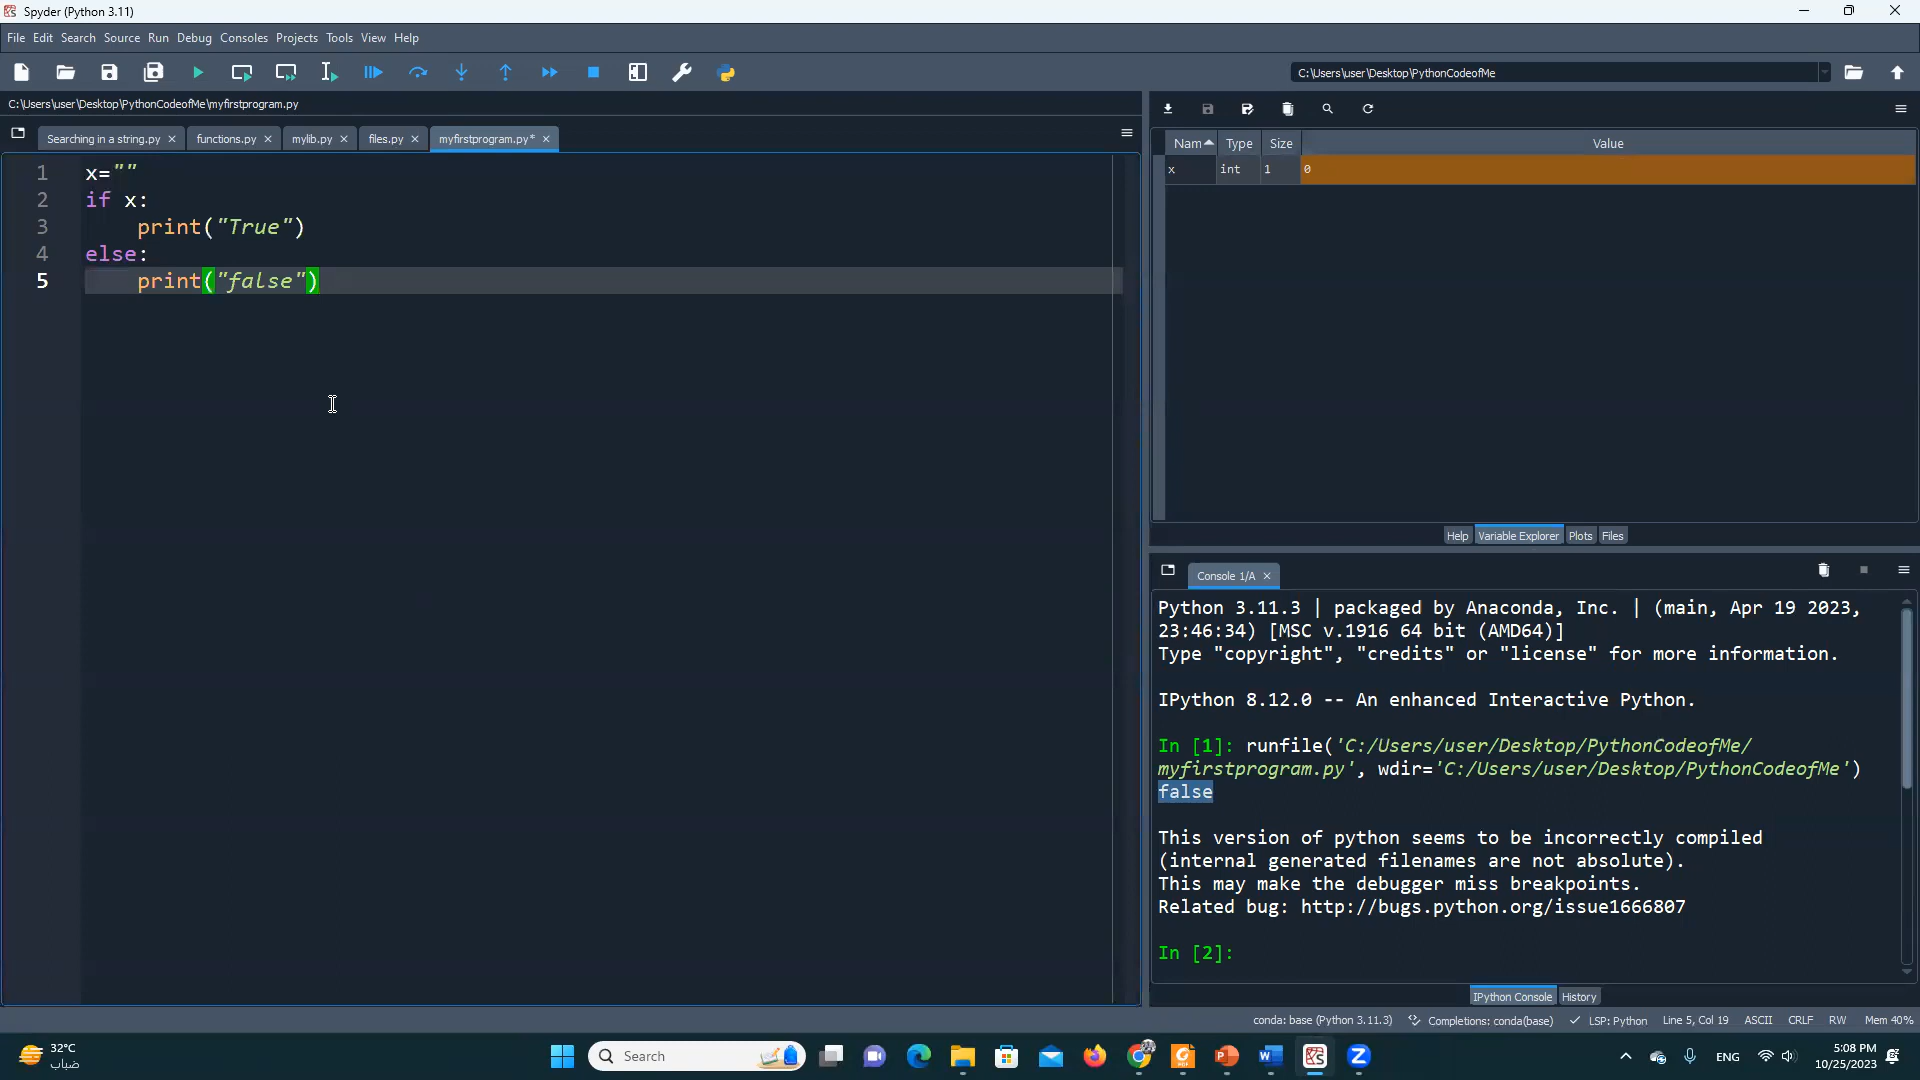 Spyder (Python 3.11)
File Edit Search Source Run Debug Consoles Projects Tools View Help
C:\Users\user\Desktop\PythonCodeofMe
C:\Users\user\Desktop\PythonCodeofMe\myfirstprogram.py
Searching in a string.py functions.py mylib.py files.py myfirstprogram.py*
1 x=""
2 if x:
3 print("True")
4 else:
5 print("false")
Nam Type Size Value
x int 1 0
Help Variable Explorer Plots Files
Console 1/A
Python 3.11.3 | packaged by Anaconda, Inc. | (main, Apr 19 2023,
23:46:34) [MSC v.1916 64 bit (AMD64)]
Type "copyright", "credits" or "license" for more information.
IPython 8.12.0 -- An enhanced Interactive Python.
In [1]: runfile('C:/Users/user/Desktop/PythonCodeofMe/
myfirstprogram.py', wdir='C:/Users/user/Desktop/PythonCodeofMe')
false
This version of python seems to be incorrectly compiled
(internal generated filenames are not absolute).
This may make the debugger miss breakpoints.
Related bug: http://bugs.python.org/issue1666807
In [2]:
IPython Console History
conda: base (Python 3.11.3) Completions: conda(base) LSP: Python Line 5, Col 19 ASCII CRLF RW Mem 40%
32°C
ضباب
Search
ENG
5:08 PM
10/25/2023